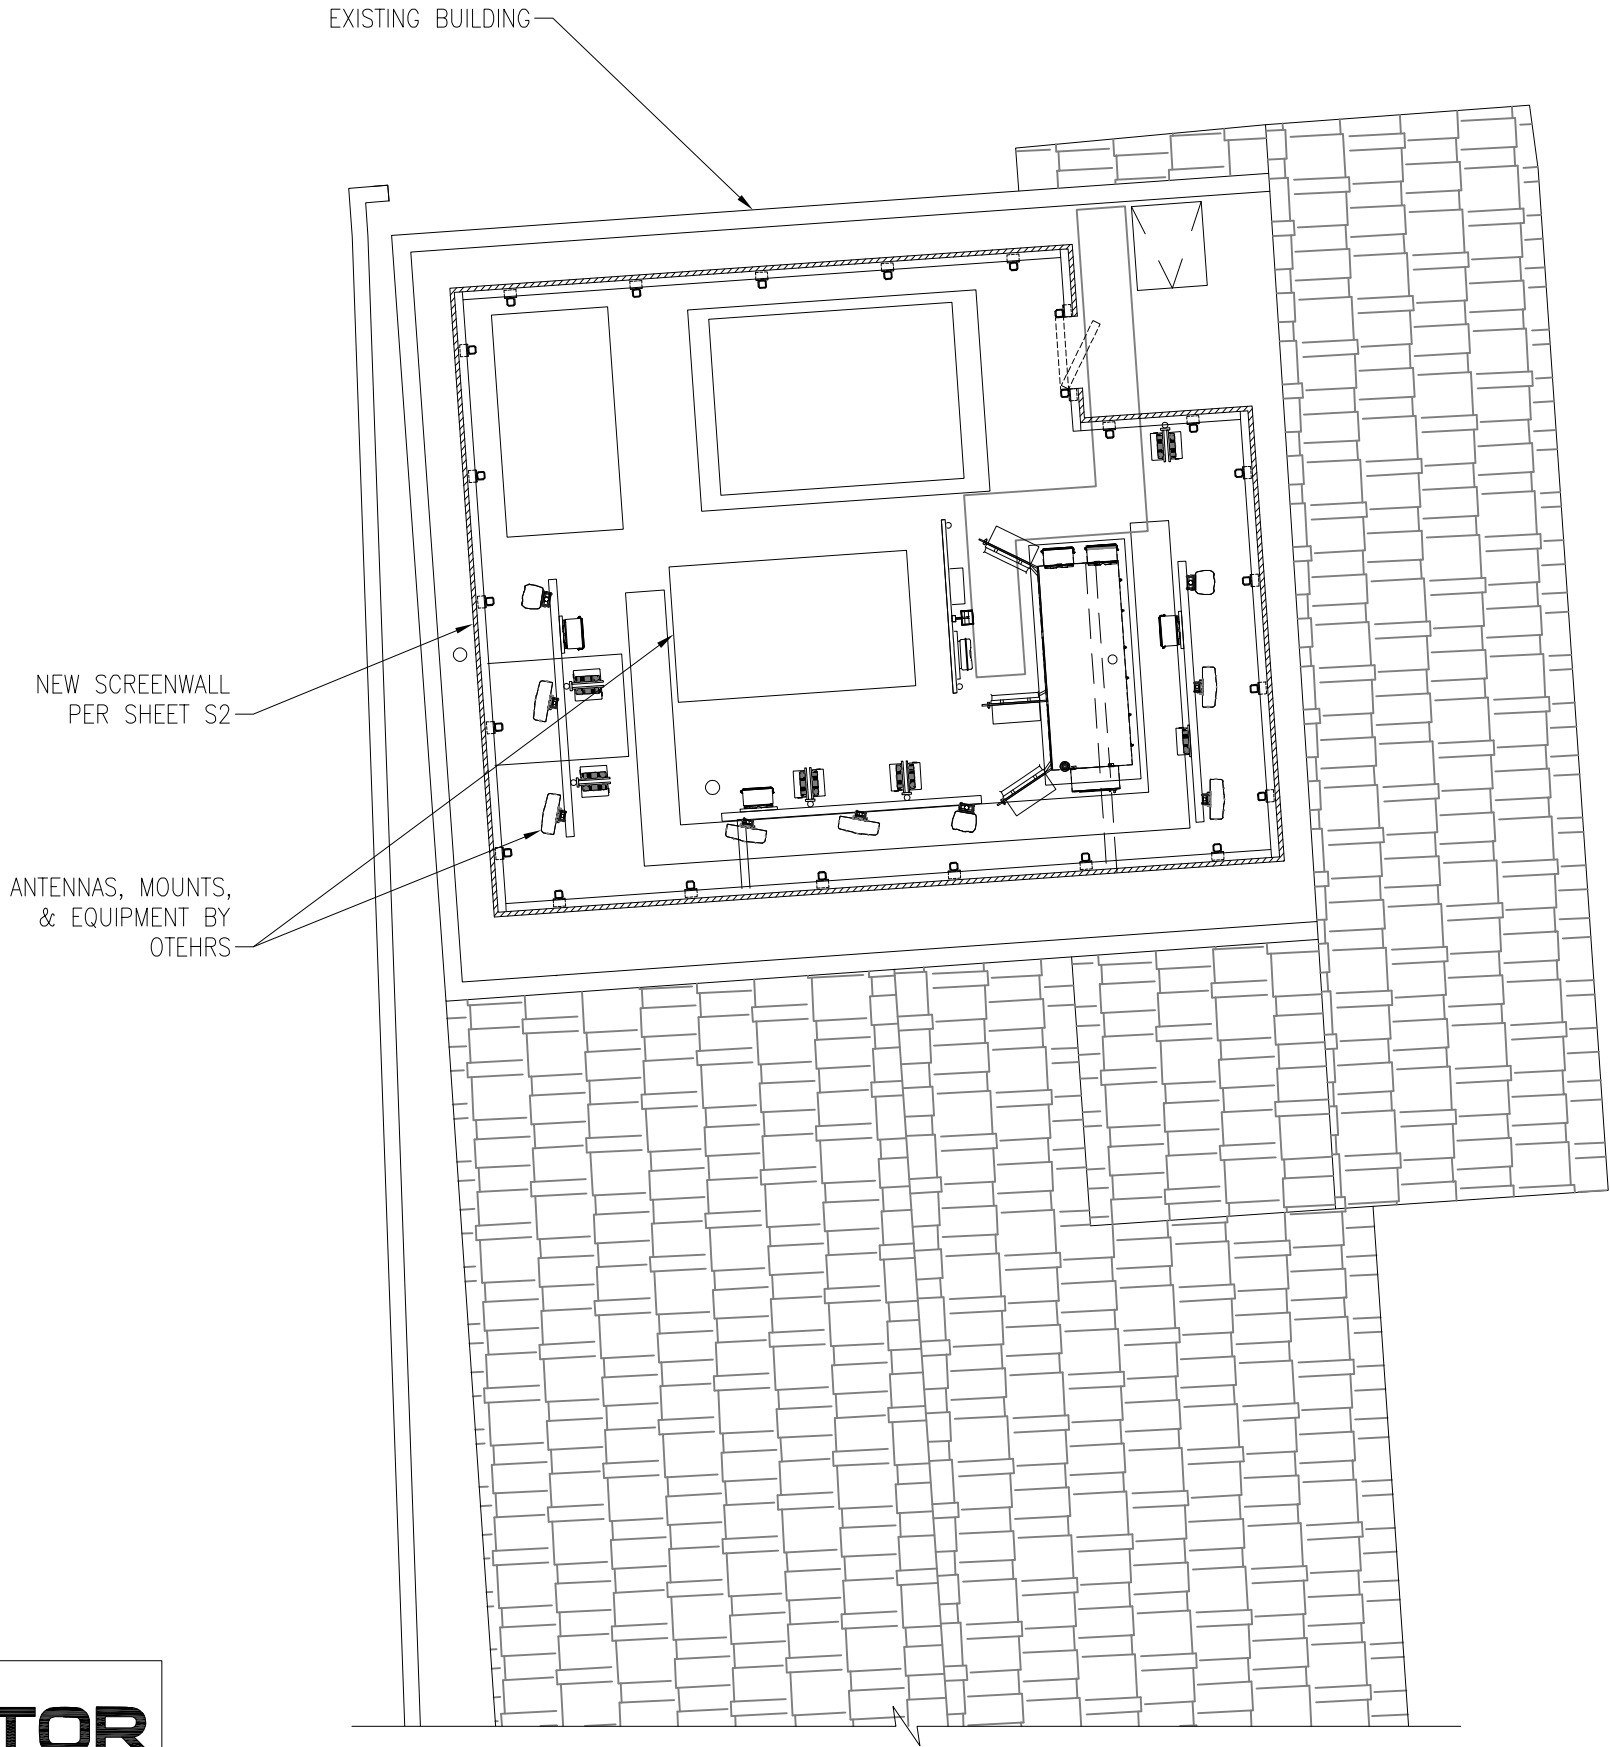 EXISTING BUILDING
NEW SCREENWALL
PER SHEET S2
ANTENNAS, MOUNTS,
& EQUIPMENT BY
OTEHRS
TOR